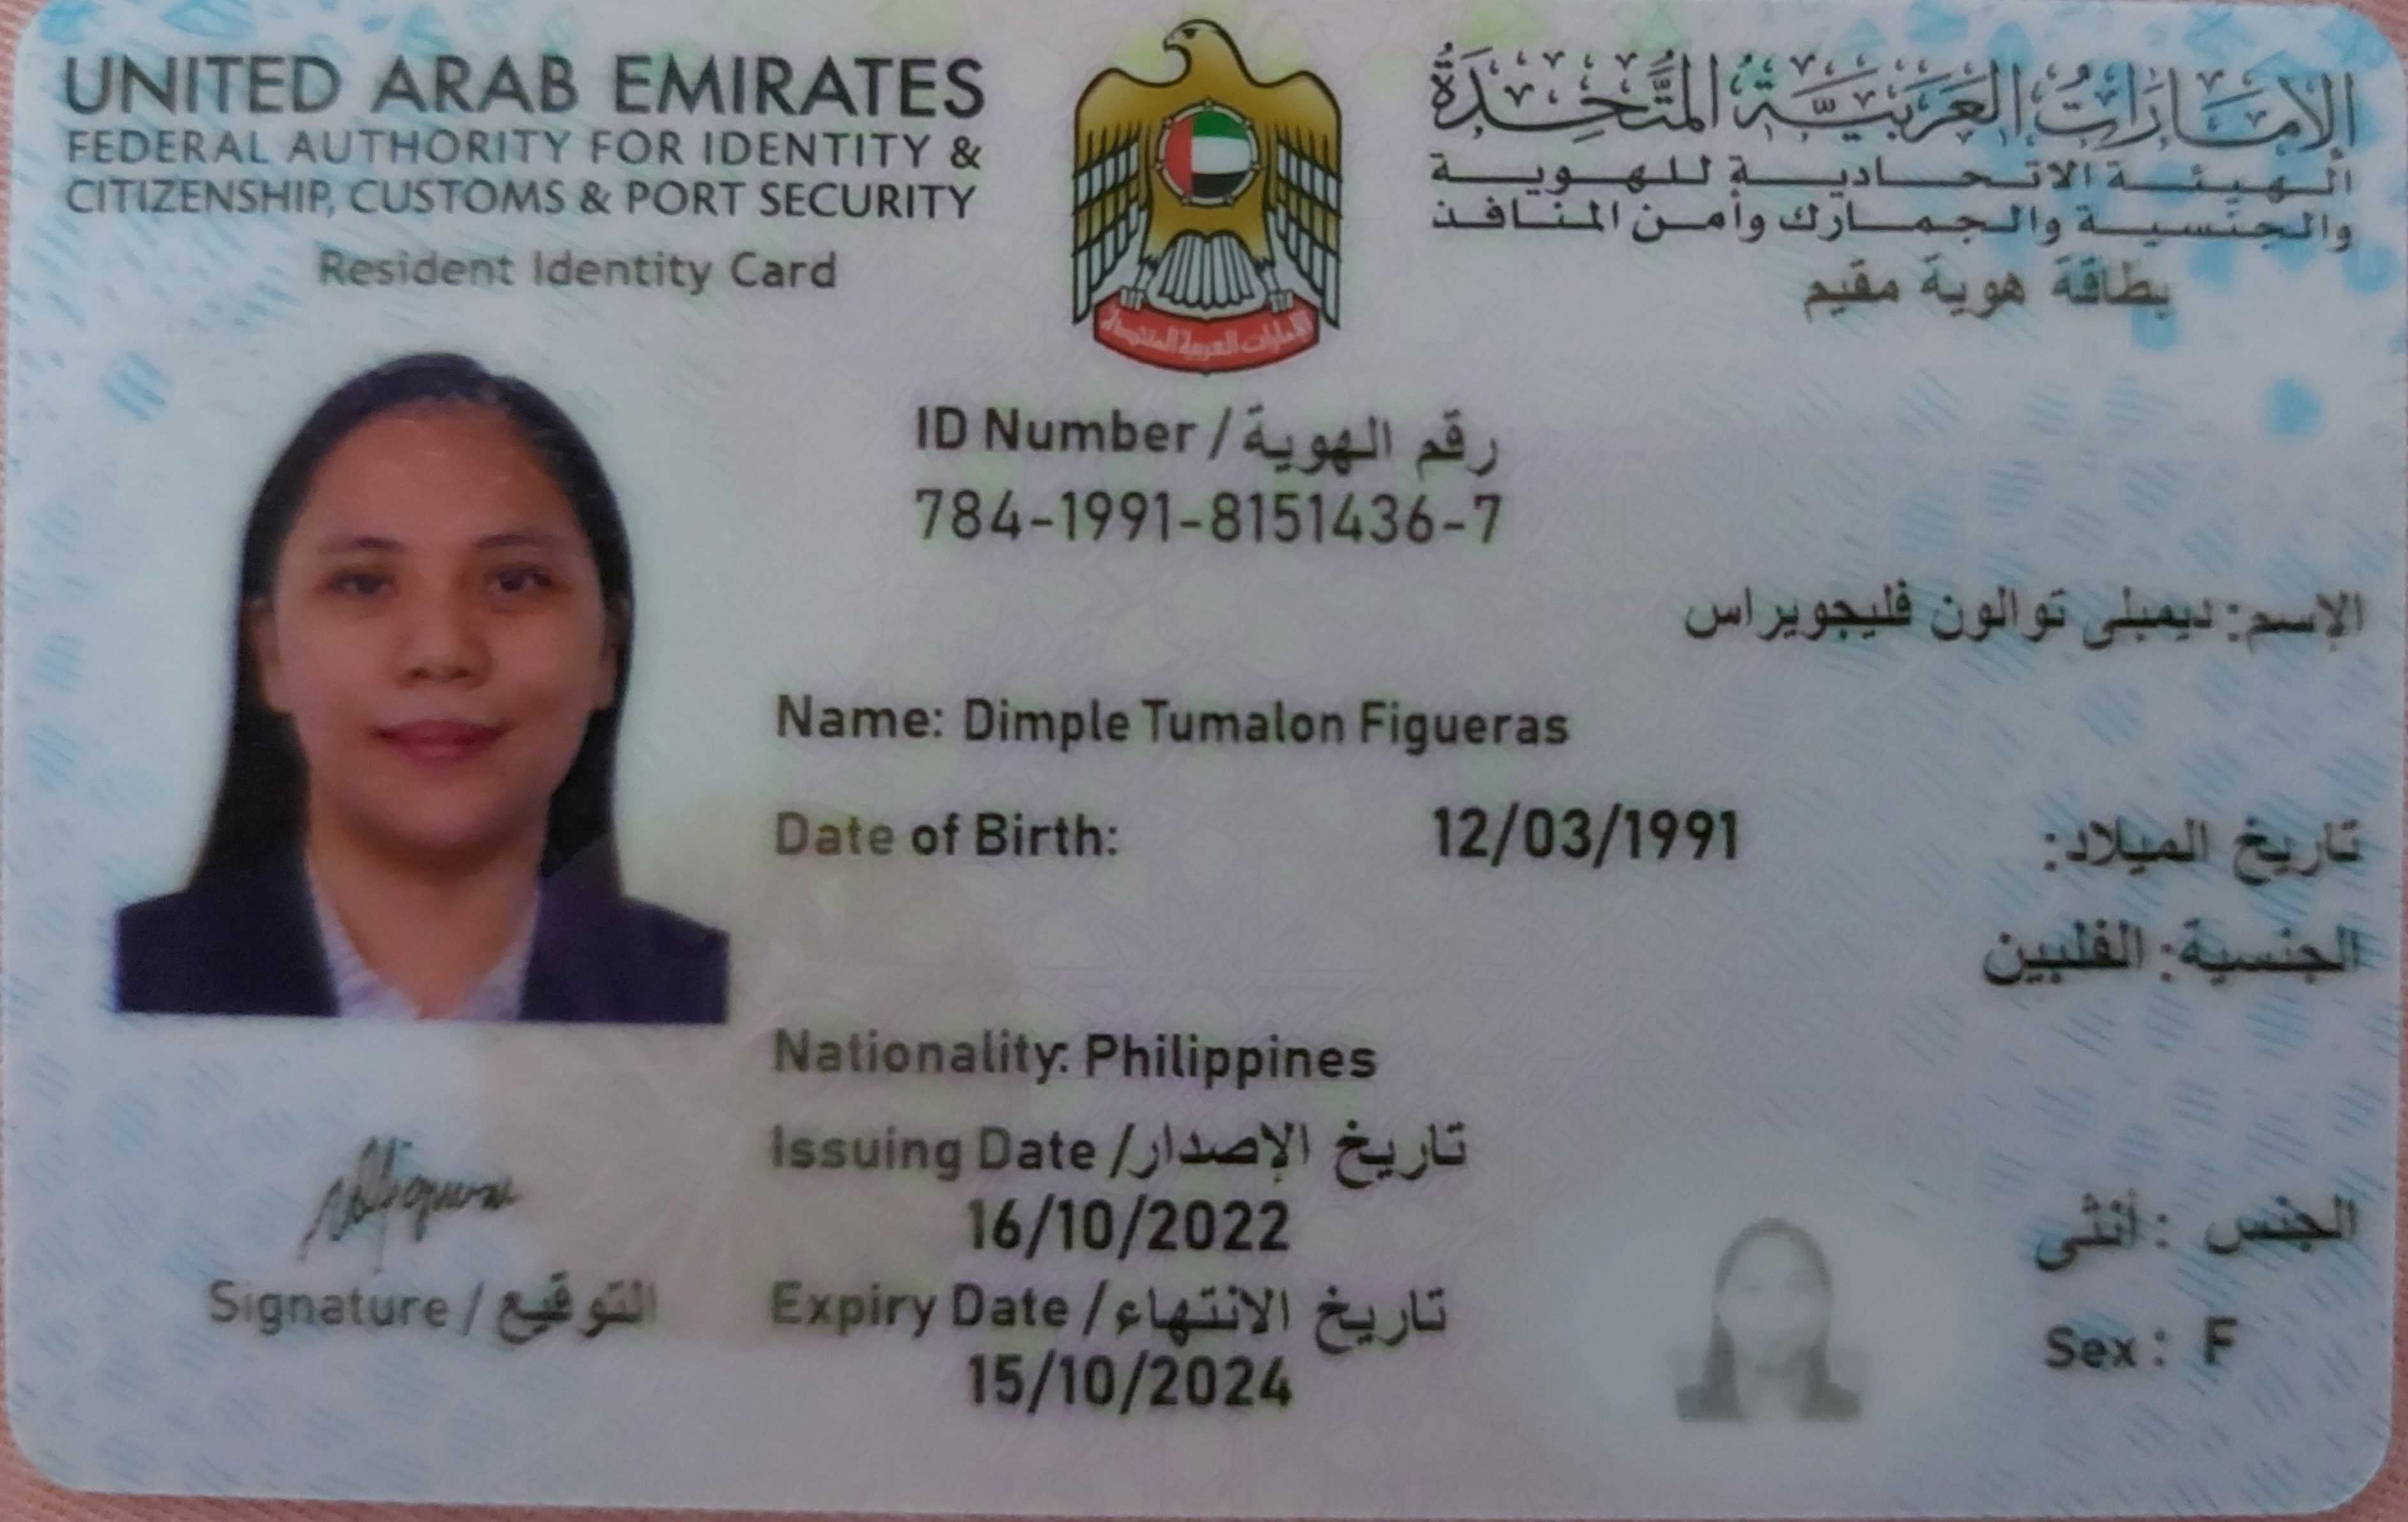 UNITED ARAB EMIRATES
FEDERAL AUTHORITY FOR IDENTITY &
CITIZENSHIP, CUSTOMS & PORT SECURITY
Resident Identity Card
الإمارات العربية المتحدة
الهيئة الاتحادية للهوية
والجنسية والجمارك وأمن المنافذ
بطاقة هوية مقيم
الإمارات العربية المتحدة
ID Number / رقم الهوية
784-1991-8151436-7
الإسم: ديمبلى توالون فليجويراس
Name: Dimple Tumalon Figueras
Date of Birth: 12/03/1991 تاريخ الميلاد:
الجنسية: الفلبين
Nationality: Philippines
Issuing Date / تاريخ الإصدار
16/10/2022
Expiry Date / تاريخ الانتهاء
15/10/2024
الجنس : أنثى
Sex : F
Signature / التوقيع